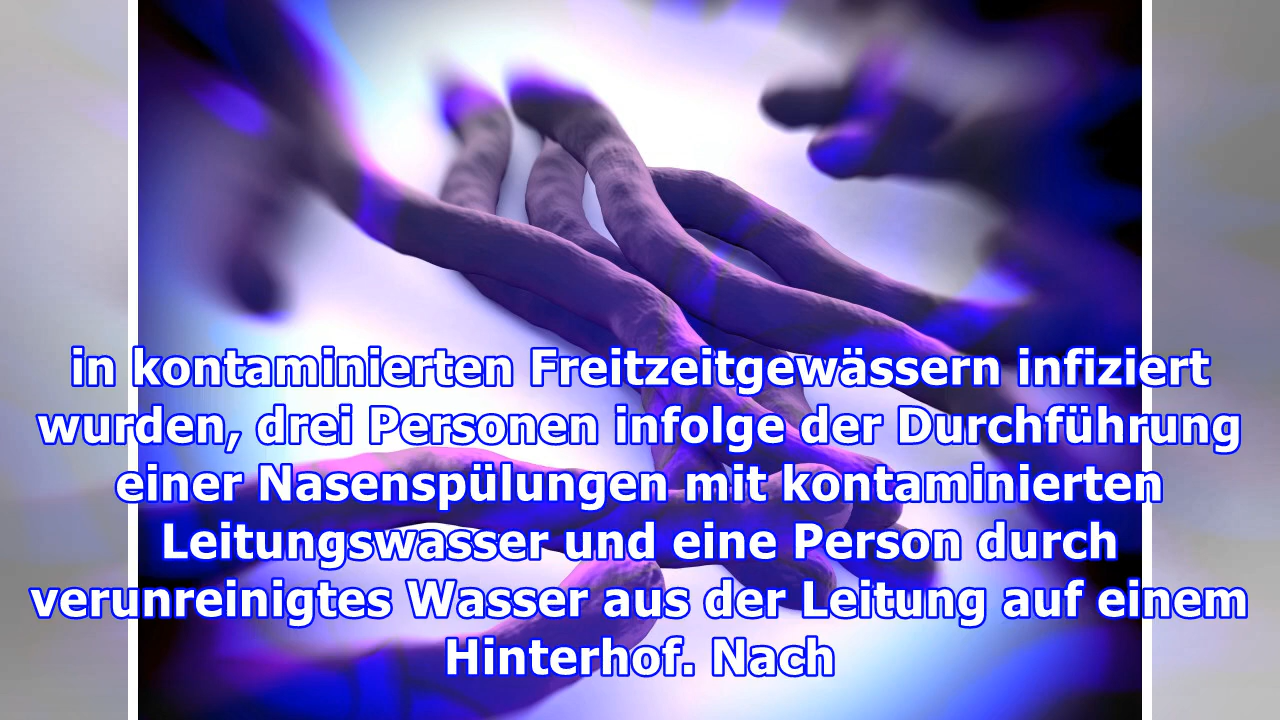 in kontaminierten Freitzeitgewässern infiziert
wurden, drei Personen infolge der Durchführung
einer Nasenspülungen mit kontaminierten
Leitungswasser und eine Person durch
verunreinigtes Wasser aus der Leitung auf einem
Hinterhof. Nach